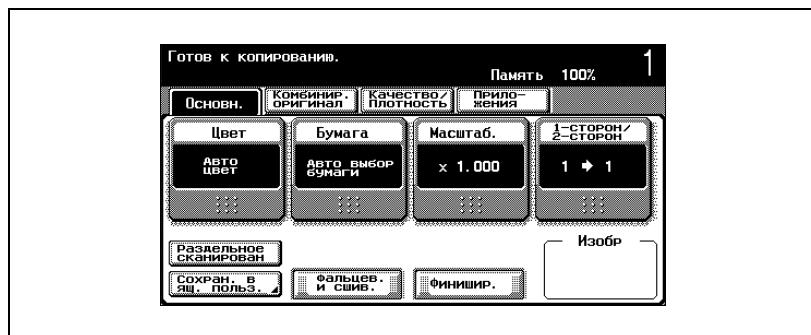 Готов к копированию.
Память 100%
1
Основн.
Комбинир.
оригинал
Качество/
Плотность
Прило-
жения
Цвет
Авто
цвет
Бумага
Авто выбор
бумаги
Масштаб.
x 1.000
1-СТОРОН/
2-СТОРОН
1 ➜ 1
Раздельное
сканирован
Сохран. в
ящ. польз.
Фальцев.
и сшив.
Финишир.
Изобр